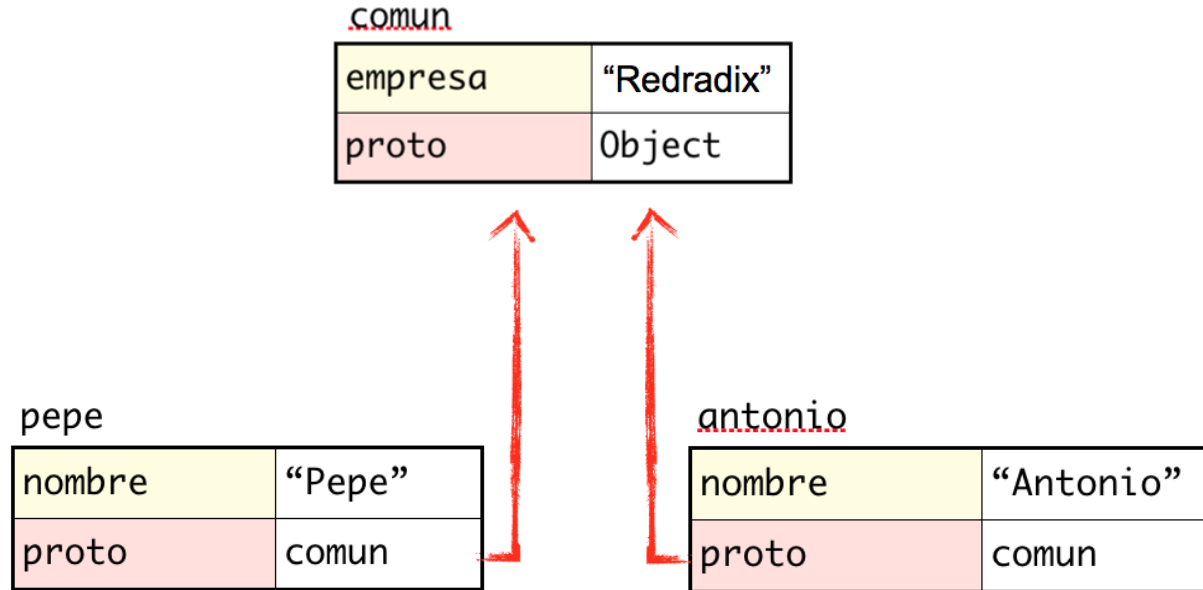 comun
empresa “Redradix”
proto Object
pepe
nombre “Pepe”
proto comun
antonio
nombre “Antonio”
proto comun